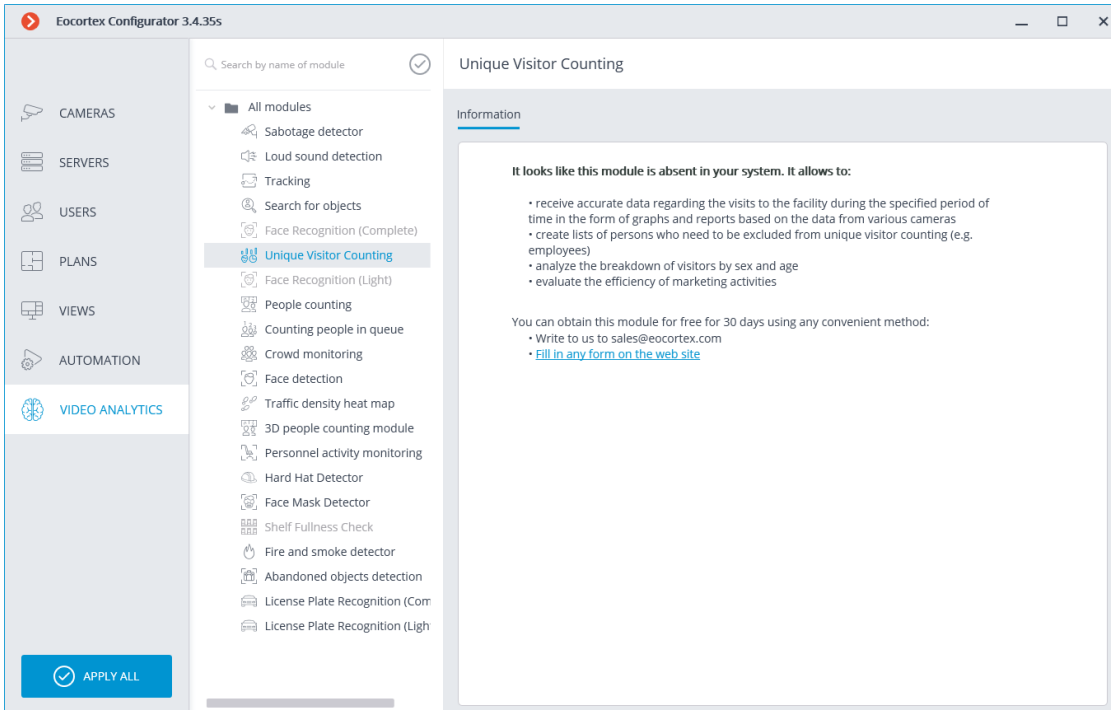 Eocortex Configurator 3.4.35s
CAMERAS
SERVERS
USERS
PLANS
VIEWS
AUTOMATION
VIDEO ANALYTICS
APPLY ALL
Search by name of module
All modules
Sabotage detector
Loud sound detection
Tracking
Search for objects
Face Recognition (Complete)
Unique Visitor Counting
Face Recognition (Light)
People counting
Counting people in queue
Crowd monitoring
Face detection
Traffic density heat map
3D people counting module
Personnel activity monitoring
Hard Hat Detector
Face Mask Detector
Shelf Fullness Check
Fire and smoke detector
Abandoned objects detection
License Plate Recognition (Com
License Plate Recognition (Ligh
Unique Visitor Counting
Information
It looks like this module is absent in your system. It allows to:
• receive accurate data regarding the visits to the facility during the specified period of
time in the form of graphs and reports based on the data from various cameras
• create lists of persons who need to be excluded from unique visitor counting (e.g.
employees)
• analyze the breakdown of visitors by sex and age
• evaluate the efficiency of marketing activities
You can obtain this module for free for 30 days using any convenient method:
• Write to us to sales@eocortex.com
• Fill in any form on the web site